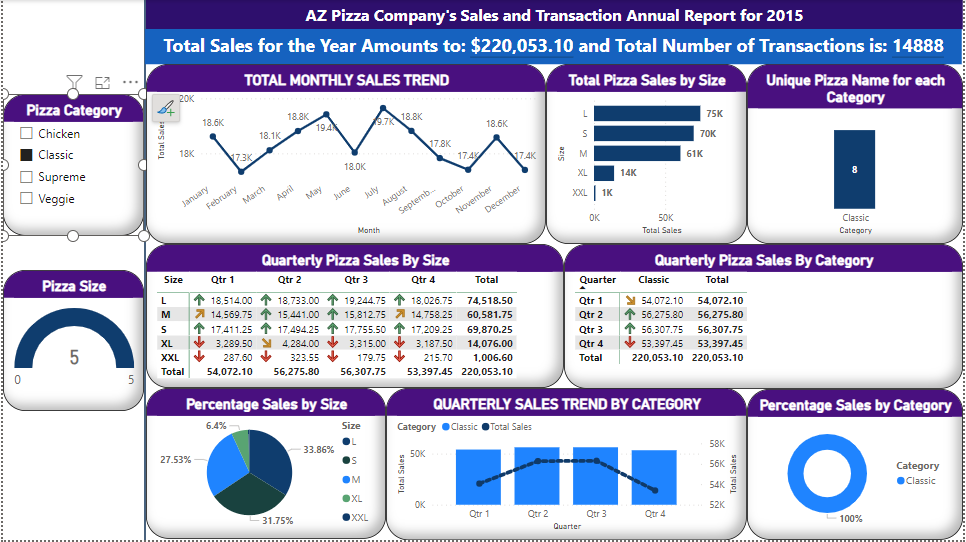 AZ Pizza Company's Sales and Transaction Annual Report for 2015
Total Sales for the Year Amounts to: $220,053.10 and Total Number of Transactions is: 14888
Pizza Category
Chicken
Classic
Supreme
Veggie
Pizza Size
5
0
5
TOTAL MONTHLY SALES TREND
Total Sales
20K
18K
18.6K
17.3K
18.1K
18.8K
19.4K
18.0K
19.7K
18.8K
17.8K
17.4K
18.6K
17.4K
January
February
March
April
May
June
July
August
Septemb...
October
November
December
Month
Total Pizza Sales by Size
Size
L 75K
S 70K
M 61K
XL 14K
XXL 1K
0K 50K
Total Sales
Unique Pizza Name for each
Category
8
Classic
Category
Quarterly Pizza Sales By Size
Size Qtr 1 Qtr 2 Qtr 3 Qtr 4 Total
L 18,514.00 18,733.00 19,244.75 18,026.75 74,518.50
M 14,569.75 15,441.00 15,812.75 14,758.25 60,581.75
S 17,411.25 17,494.25 17,755.50 17,209.25 69,870.25
XL 3,289.50 4,284.00 3,315.00 3,187.50 14,076.00
XXL 287.60 323.55 179.75 215.70 1,006.60
Total 54,072.10 56,275.80 56,307.75 53,397.45 220,053.10
Quarterly Pizza Sales By Category
Quarter Classic Total
Qtr 1 54,072.10 54,072.10
Qtr 2 56,275.80 56,275.80
Qtr 3 56,307.75 56,307.75
Qtr 4 53,397.45 53,397.45
Total 220,053.10 220,053.10
Percentage Sales by Size
6.4%
33.86%
27.53%
31.75%
Size
L
S
M
XL
XXL
QUARTERLY SALES TREND BY CATEGORY
Category Classic Total Sales
Total Sales
50K
0K
58K
56K
54K
52K
Total Sales
Qtr 1 Qtr 2 Qtr 3 Qtr 4
Quarter
Percentage Sales by Category
Category
Classic
100%